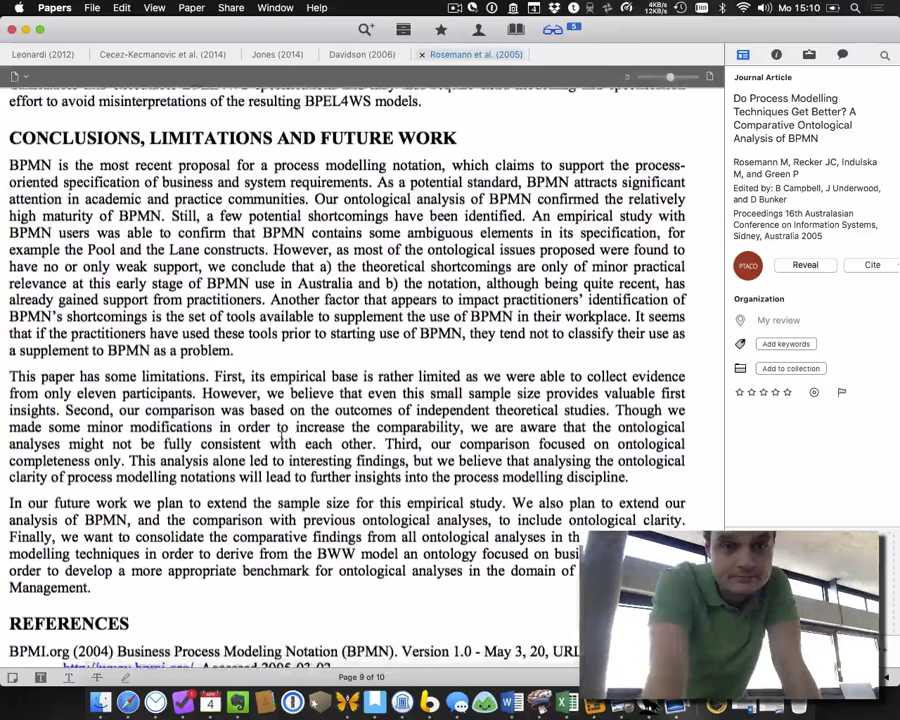 Papers File Edit View Paper Share Window Help
4KB/s
12KB/s
Mo 15:10
5
Leonardi (2012)
Cecez-Kecmanovic et al. (2014)
Jones (2014)
Davidson (2006)
× Rosemann et al. (2005)
effort to avoid misinterpretations of the resulting BPEL4WS models.
CONCLUSIONS, LIMITATIONS AND FUTURE WORK
BPMN is the most recent proposal for a process modelling notation, which claims to support the process-
oriented specification of business and system requirements. As a potential standard, BPMN attracts significant
attention in academic and practice communities. Our ontological analysis of BPMN confirmed the relatively
high maturity of BPMN. Still, a few potential shortcomings have been identified. An empirical study with
BPMN users was able to confirm that BPMN contains some ambiguous elements in its specification, for
example the Pool and the Lane constructs. However, as most of the ontological issues proposed were found to
have no or only weak support, we conclude that a) the theoretical shortcomings are only of minor practical
relevance at this early stage of BPMN use in Australia and b) the notation, although being quite recent, has
already gained support from practitioners. Another factor that appears to impact practitioners' identification of
BPMN's shortcomings is the set of tools available to supplement the use of BPMN in their workplace. It seems
that if the practitioners have used these tools prior to starting use of BPMN, they tend not to classify their use as
a supplement to BPMN as a problem.
This paper has some limitations. First, its empirical base is rather limited as we were able to collect evidence
from only eleven participants. However, we believe that even this small sample size provides valuable first
insights. Second, our comparison was based on the outcomes of independent theoretical studies. Though we
made some minor modifications in order to increase the comparability, we are aware that the ontological
analyses might not be fully consistent with each other. Third, our comparison focused on ontological
completeness only. This analysis alone led to interesting findings, but we believe that analysing the ontological
clarity of process modelling notations will lead to further insights into the process modelling discipline.
In our future work we plan to extend the sample size for this empirical study. We also plan to extend our
analysis of BPMN, and the comparison with previous ontological analyses, to include ontological clarity.
Finally, we want to consolidate the comparative findings from all ontological analyses in th
modelling techniques in order to derive from the BWW model an ontology focused on busi
order to develop a more appropriate benchmark for ontological analyses in the domain of
Management.
REFERENCES
BPMI.org (2004) Business Process Modeling Notation (BPMN). Version 1.0 - May 3, 20, URL
Page 9 of 10
Journal Article
Do Process Modelling
Techniques Get Better? A
Comparative Ontological
Analysis of BPMN
Rosemann M, Recker JC, Indulska
M, and Green P
Edited by: B Campbell, J Underwood,
and D Bunker
Proceedings 16th Australasian
Conference on Information Systems,
Sidney, Australia 2005
PTACO
Reveal
Cite
Organization
My review
Add keywords
Add to collection
4